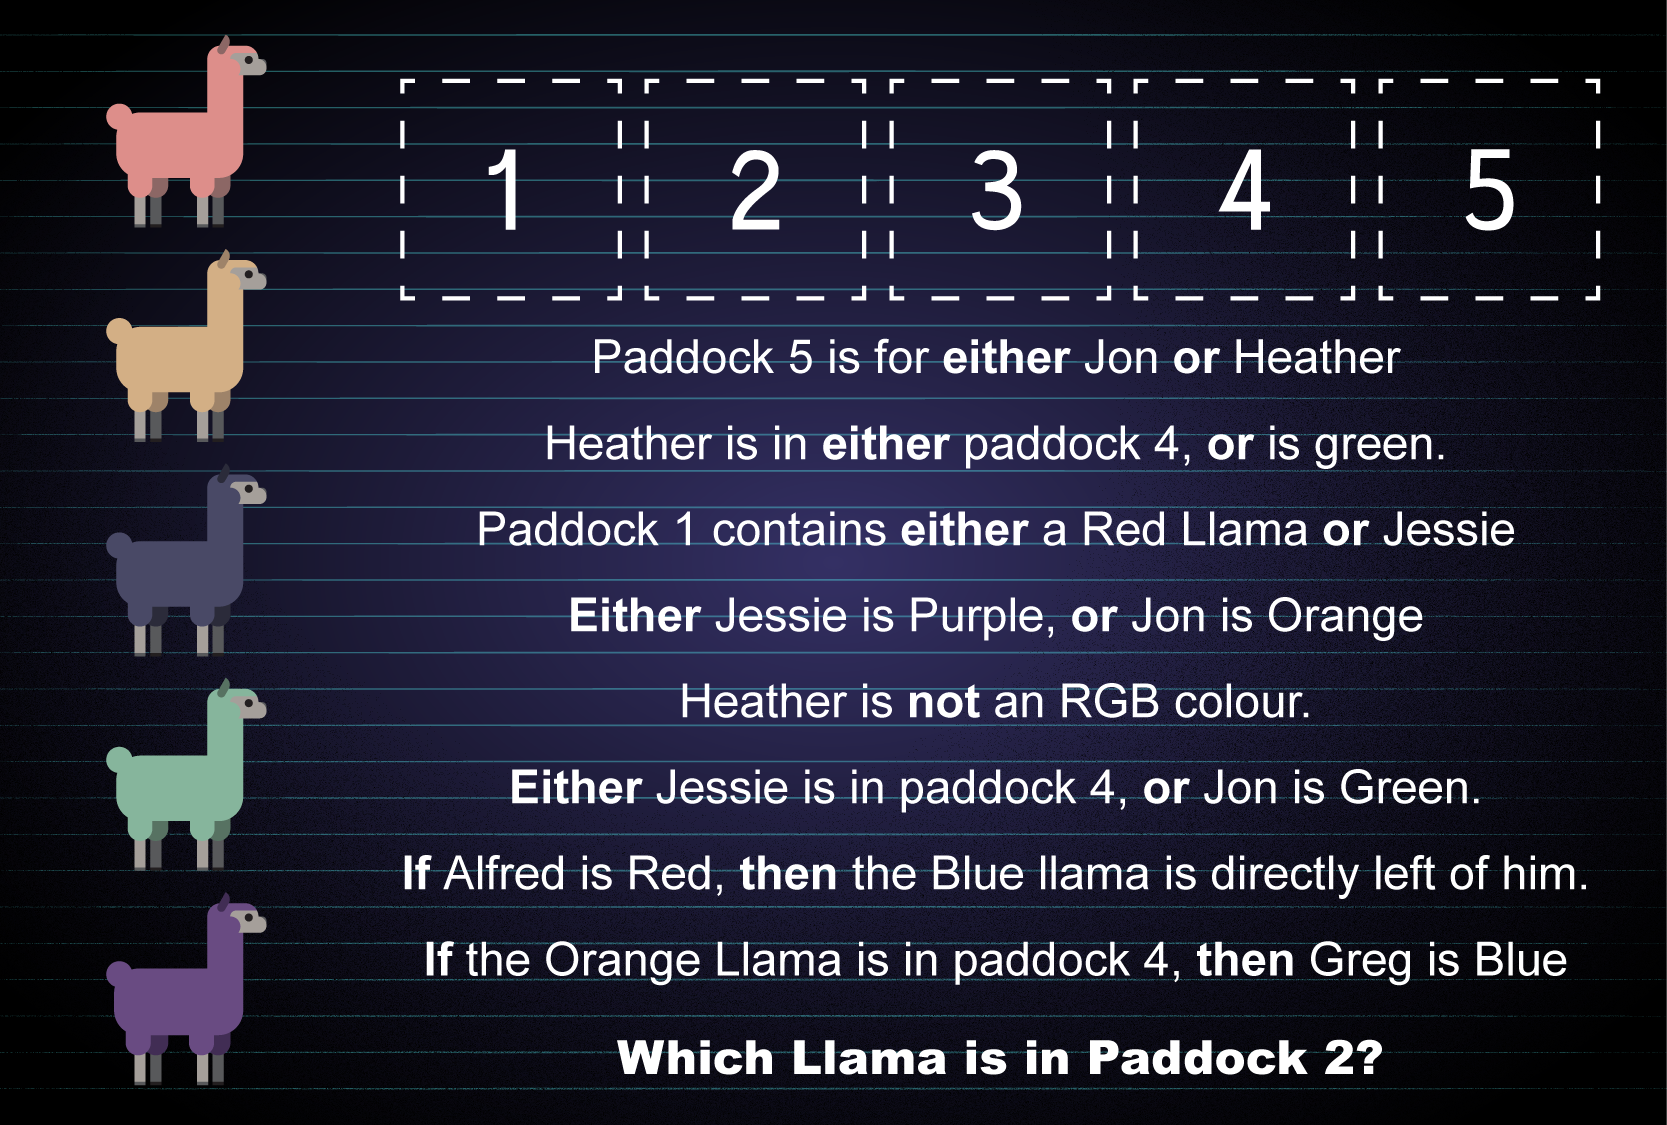 1 2 3 4 5
Paddock 5 is for either Jon or Heather
Heather is in either paddock 4, or is green.
Paddock 1 contains either a Red Llama or Jessie
Either Jessie is Purple, or Jon is Orange
Heather is not an RGB colour.
Either Jessie is in paddock 4, or Jon is Green.
If Alfred is Red, then the Blue llama is directly left of him.
If the Orange Llama is in paddock 4, then Greg is Blue
Which Llama is in Paddock 2?